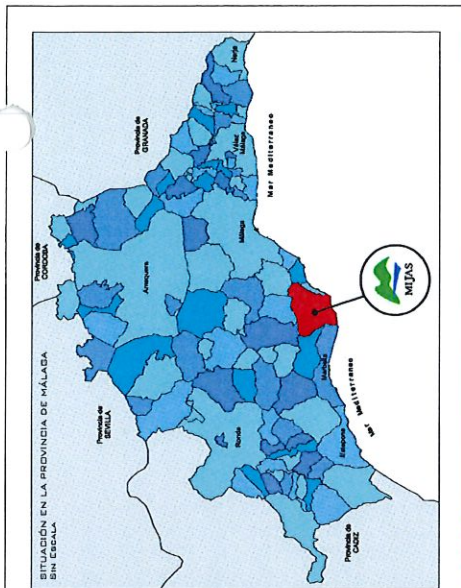 SITUACIÓN EN LA PROVINCIA DE MÁLAGA
SIN ESCALA
Provincia de
CORDOBA
Provincia de
SEVILLA
Provincia de
GRANADA
Provincia de
CADIZ
Antequera
Ronda
Málaga
Vélez
Málaga
Nerja
Marbella
Estepona
Mar Mediterraneo
Mar Mediterraneo
MIJAS